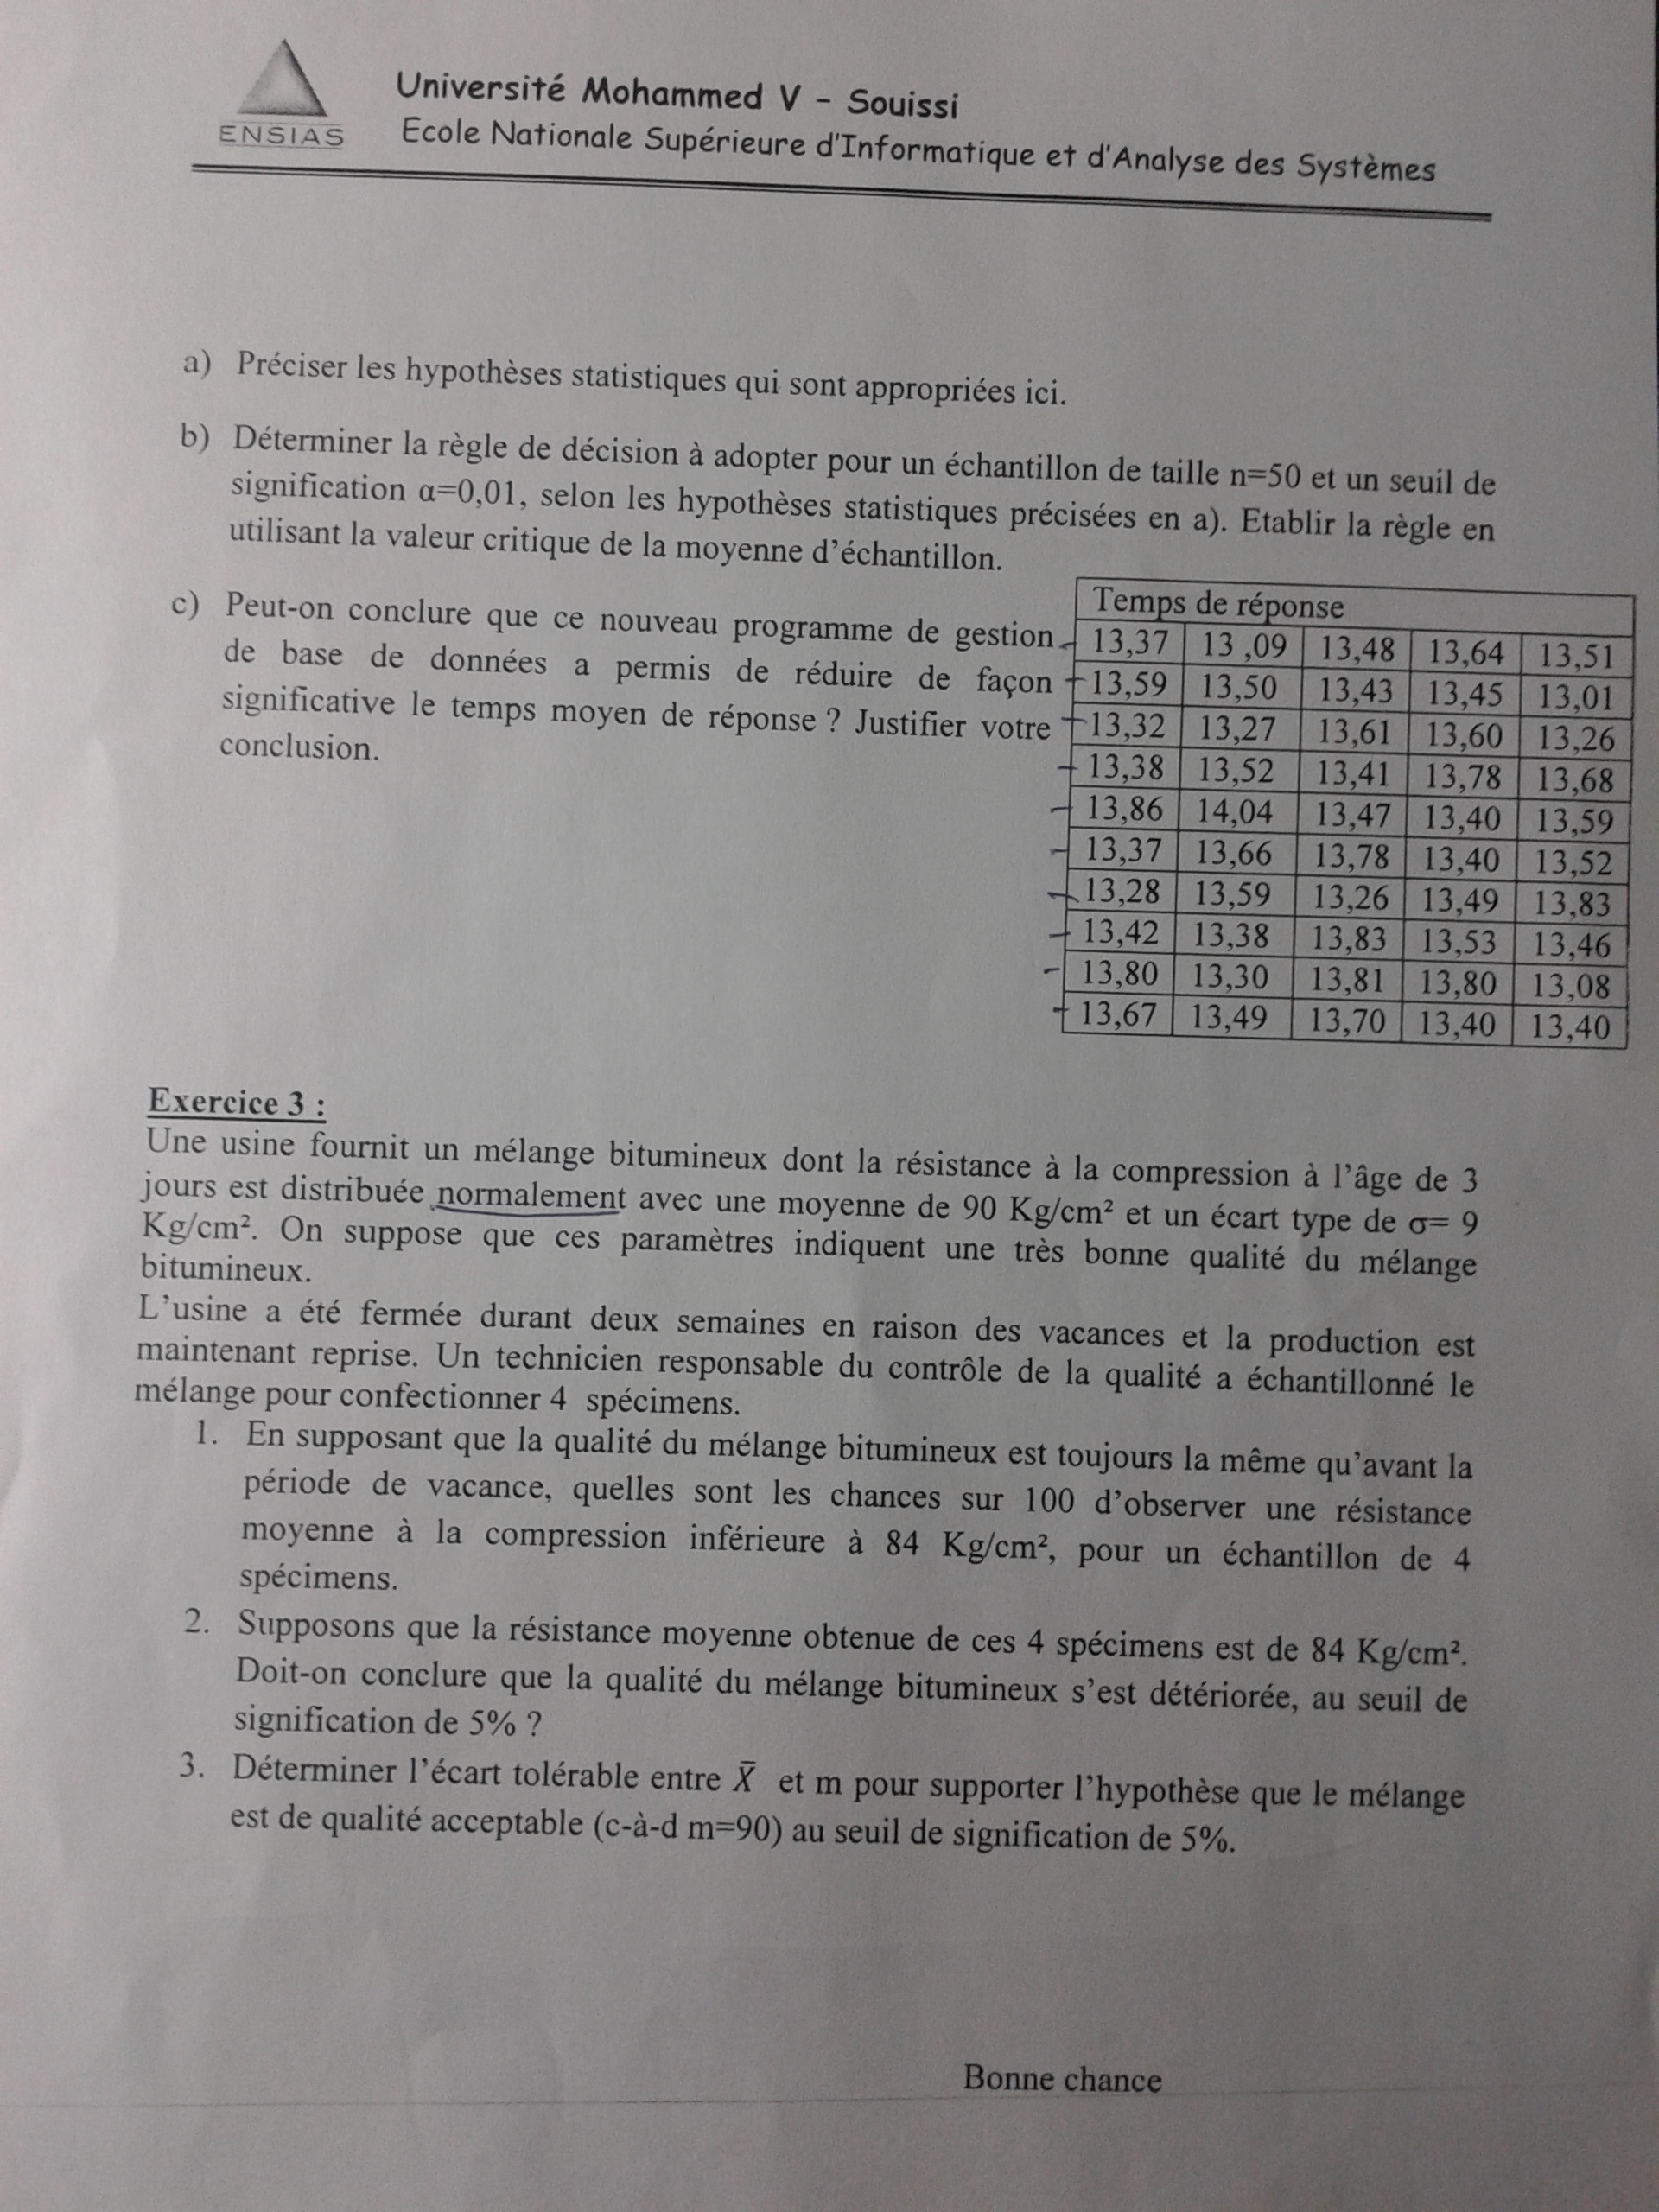 ENSIAS
Université Mohammed V - Souissi
Ecole Nationale Supérieure d'Informatique et d'Analyse des Systèmes
a) Préciser les hypothèses statistiques qui sont appropriées ici.
b) Déterminer la règle de décision à adopter pour un échantillon de taille n=50 et un seuil de
signification α=0,01, selon les hypothèses statistiques précisées en a). Etablir la règle en
utilisant la valeur critique de la moyenne d'échantillon.
c) Peut-on conclure que ce nouveau programme de gestion
de base de données a permis de réduire de façon
significative le temps moyen de réponse ? Justifier votre
conclusion.
Temps de réponse
13,37 13 ,09 13,48 13,64 13,51
13,59 13,50 13,43 13,45 13,01
13,32 13,27 13,61 13,60 13,26
13,38 13,52 13,41 13,78 13,68
13,86 14,04 13,47 13,40 13,59
13,37 13,66 13,78 13,40 13,52
13,28 13,59 13,26 13,49 13,83
13,42 13,38 13,83 13,53 13,46
13,80 13,30 13,81 13,80 13,08
13,67 13,49 13,70 13,40 13,40
Exercice 3 :
Une usine fournit un mélange bitumineux dont la résistance à la compression à l'âge de 3
jours est distribuée normalement avec une moyenne de 90 Kg/cm² et un écart type de σ= 9
Kg/cm². On suppose que ces paramètres indiquent une très bonne qualité du mélange
bitumineux.
L'usine a été fermée durant deux semaines en raison des vacances et la production est
maintenant reprise. Un technicien responsable du contrôle de la qualité a échantillonné le
mélange pour confectionner 4 spécimens.
1. En supposant que la qualité du mélange bitumineux est toujours la même qu'avant la
période de vacance, quelles sont les chances sur 100 d'observer une résistance
moyenne à la compression inférieure à 84 Kg/cm², pour un échantillon de 4
spécimens.
2. Supposons que la résistance moyenne obtenue de ces 4 spécimens est de 84 Kg/cm².
Doit-on conclure que la qualité du mélange bitumineux s'est détériorée, au seuil de
signification de 5% ?
3. Déterminer l'écart tolérable entre X̄ et m pour supporter l'hypothèse que le mélange
est de qualité acceptable (c-à-d m=90) au seuil de signification de 5%.
Bonne chance